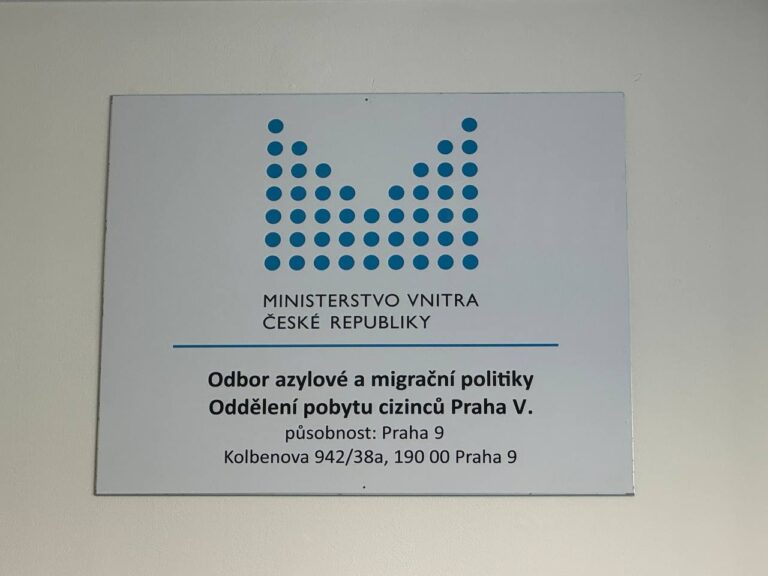 MINISTERSTVO VNITRA
ČESKÉ REPUBLIKY
Odbor azylové a migrační politiky
Oddělení pobytu cizinců Praha V.
působnost: Praha 9
Kolbenova 942/38a, 190 00 Praha 9